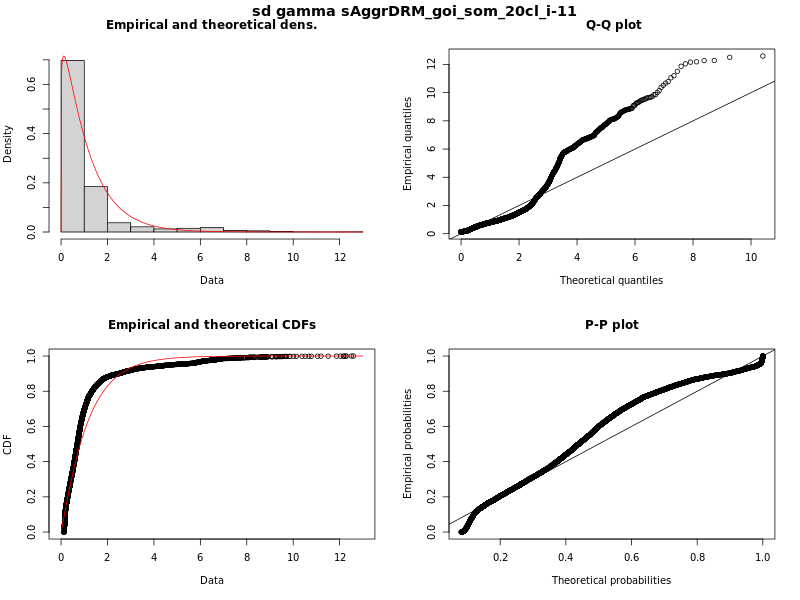 sd gamma sAggrDRM_goi_som_20cl_i-11
Empirical and theoretical dens.
Density
0.0 0.2 0.4 0.6
0 2 4 6 8 10 12
Data
Q-Q plot
Empirical quantiles
0 2 4 6 8 10 12
0 2 4 6 8 10
Theoretical quantiles
Empirical and theoretical CDFs
CDF
0.0 0.2 0.4 0.6 0.8 1.0
0 2 4 6 8 10 12
Data
P-P plot
Empirical probabilities
0.0 0.2 0.4 0.6 0.8 1.0
0.2 0.4 0.6 0.8 1.0
Theoretical probabilities